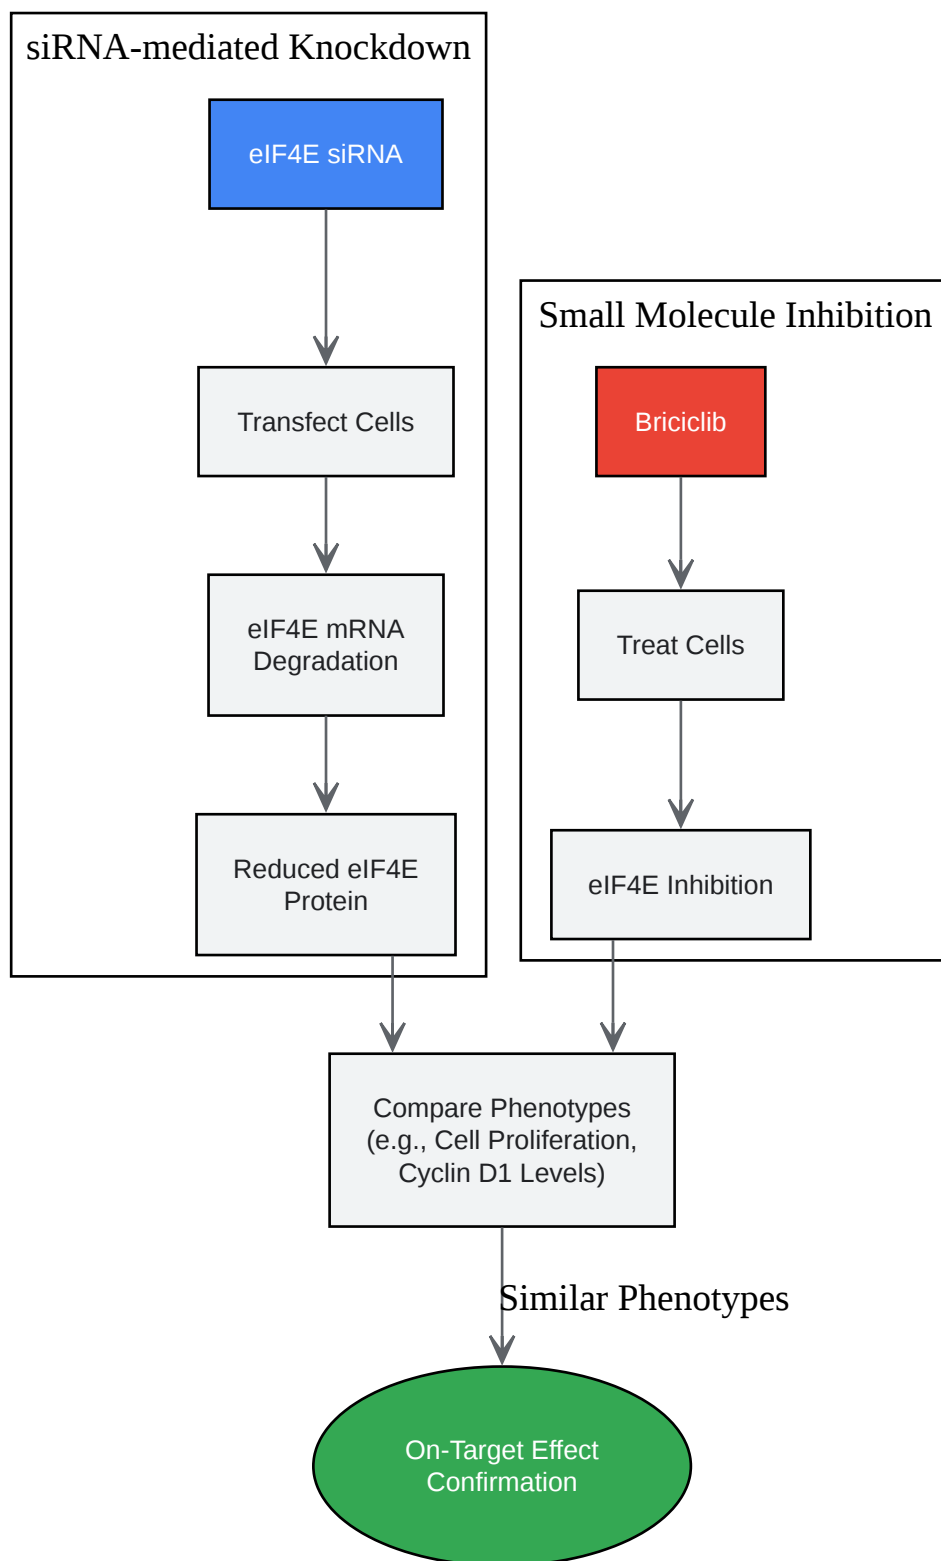 siRNA-mediated Knockdown
eIF4E siRNA
Transfect Cells
eIF4E mRNA
Degradation
Reduced eIF4E
Protein
Small Molecule Inhibition
Briciclib
Treat Cells
eIF4E Inhibition
Compare Phenotypes
(e.g., Cell Proliferation,
Cyclin D1 Levels)
Similar Phenotypes
On-Target Effect
Confirmation